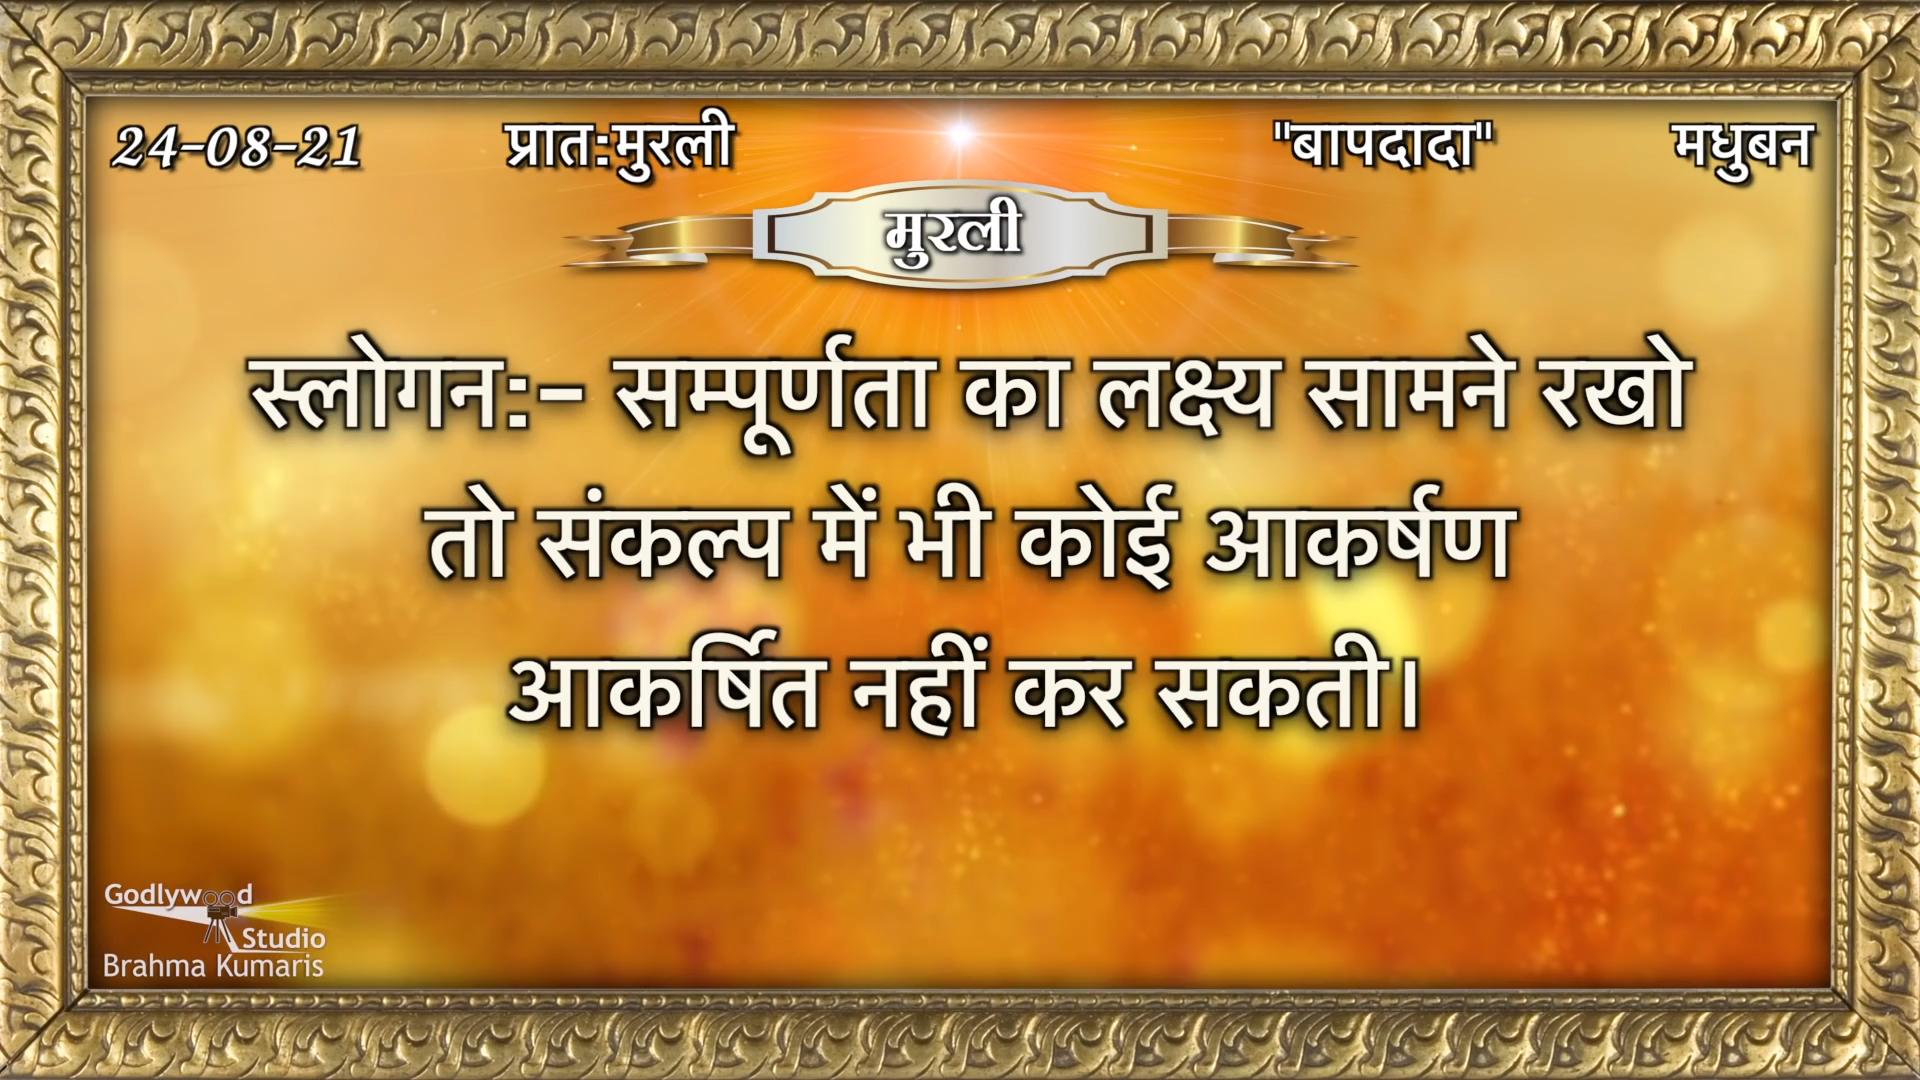 24-08-21 प्रात:मुरली "बापदादा" मधुबन
मुरली
स्लोगन:- सम्पूर्णता का लक्ष्य सामने रखो
तो संकल्प में भी कोई आकर्षण
आकर्षित नहीं कर सकती।
Godlywood
Studio
Brahma Kumaris